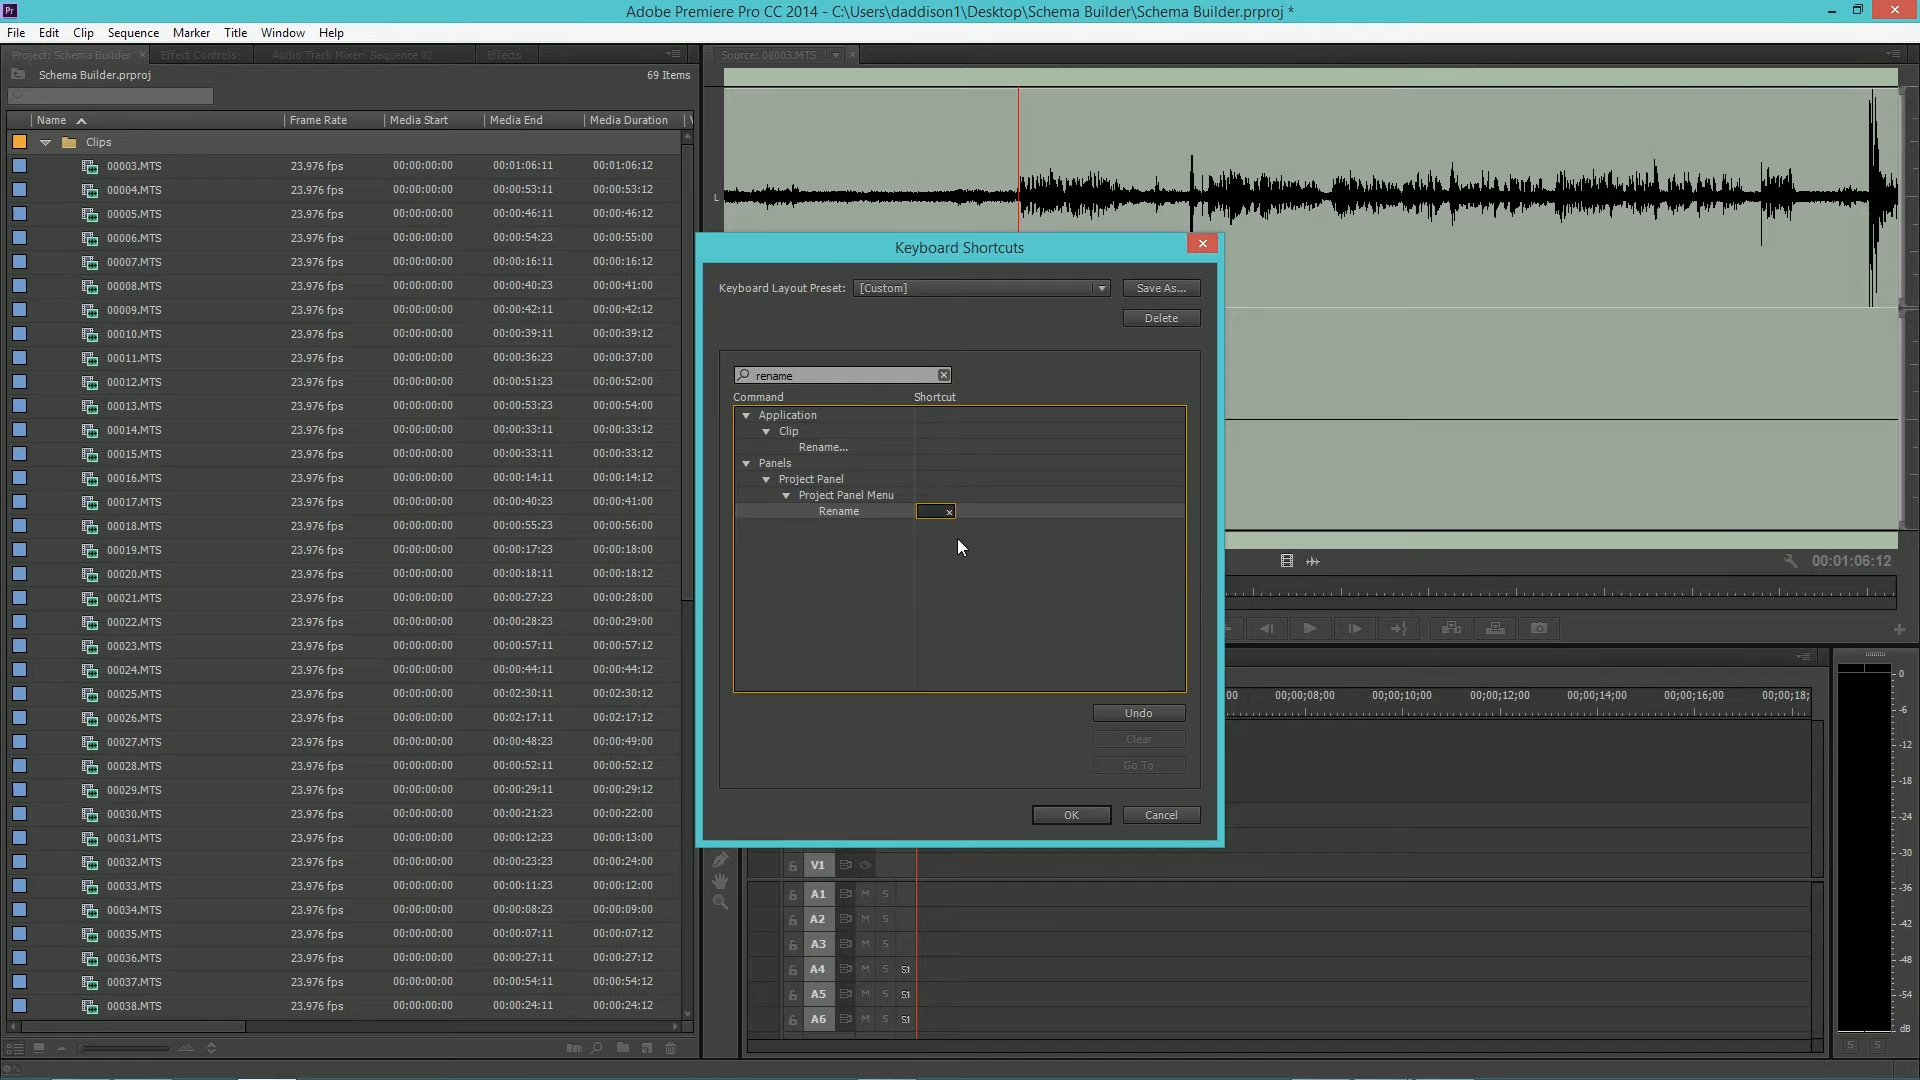 Pr
Adobe Premiere Pro CC 2014 - C:\Users\daddison1\Desktop\Schema Builder\Schema Builder.prproj *
File Edit Clip Sequence Marker Title Window Help
Project: Schema Builder × Effect Controls Audio Track Mixer: Sequence 02 Effects
Source: 00003.MTS
Schema Builder.prproj 69 Items
Name Frame Rate Media Start Media End Media Duration
Clips
00003.MTS 23.976 fps 00:00:00:00 00:01:06:11 00:01:06:12
00004.MTS 23.976 fps 00:00:00:00 00:00:53:11 00:00:53:12
00005.MTS 23.976 fps 00:00:00:00 00:00:46:11 00:00:46:12
00006.MTS 23.976 fps 00:00:00:00 00:00:54:23 00:00:55:00
00007.MTS 23.976 fps 00:00:00:00 00:00:16:11 00:00:16:12
00008.MTS 23.976 fps 00:00:00:00 00:00:40:23 00:00:41:00
00009.MTS 23.976 fps 00:00:00:00 00:00:42:11 00:00:42:12
00010.MTS 23.976 fps 00:00:00:00 00:00:39:11 00:00:39:12
00011.MTS 23.976 fps 00:00:00:00 00:00:36:23 00:00:37:00
00012.MTS 23.976 fps 00:00:00:00 00:00:51:23 00:00:52:00
00013.MTS 23.976 fps 00:00:00:00 00:00:53:23 00:00:54:00
00014.MTS 23.976 fps 00:00:00:00 00:00:33:11 00:00:33:12
00015.MTS 23.976 fps 00:00:00:00 00:00:33:11 00:00:33:12
00016.MTS 23.976 fps 00:00:00:00 00:00:14:11 00:00:14:12
00017.MTS 23.976 fps 00:00:00:00 00:00:40:23 00:00:41:00
00018.MTS 23.976 fps 00:00:00:00 00:00:55:23 00:00:56:00
00019.MTS 23.976 fps 00:00:00:00 00:00:17:23 00:00:18:00
00020.MTS 23.976 fps 00:00:00:00 00:00:18:11 00:00:18:12
00021.MTS 23.976 fps 00:00:00:00 00:00:27:23 00:00:28:00
00022.MTS 23.976 fps 00:00:00:00 00:00:28:23 00:00:29:00
00023.MTS 23.976 fps 00:00:00:00 00:00:57:11 00:00:57:12
00024.MTS 23.976 fps 00:00:00:00 00:00:44:11 00:00:44:12
00025.MTS 23.976 fps 00:00:00:00 00:02:30:11 00:02:30:12
00026.MTS 23.976 fps 00:00:00:00 00:02:17:11 00:02:17:12
00027.MTS 23.976 fps 00:00:00:00 00:00:48:23 00:00:49:00
00028.MTS 23.976 fps 00:00:00:00 00:00:52:11 00:00:52:12
00029.MTS 23.976 fps 00:00:00:00 00:00:29:11 00:00:29:12
00030.MTS 23.976 fps 00:00:00:00 00:00:21:23 00:00:22:00
00031.MTS 23.976 fps 00:00:00:00 00:00:12:23 00:00:13:00
00032.MTS 23.976 fps 00:00:00:00 00:00:23:23 00:00:24:00
00033.MTS 23.976 fps 00:00:00:00 00:00:11:23 00:00:12:00
00034.MTS 23.976 fps 00:00:00:00 00:00:08:23 00:00:09:00
00035.MTS 23.976 fps 00:00:00:00 00:00:07:11 00:00:07:12
00036.MTS 23.976 fps 00:00:00:00 00:00:27:11 00:00:27:12
00037.MTS 23.976 fps 00:00:00:00 00:00:54:11 00:00:54:12
00038.MTS 23.976 fps 00:00:00:00 00:00:24:11 00:00:24:12
L
Keyboard Shortcuts
Keyboard Layout Preset: [Custom] Save As...
Delete
rename
Command Shortcut
Application
Clip
Rename...
Panels
Project Panel
Project Panel Menu
Rename
Undo
Clear
Go To
OK Cancel
00:01:06:12
00 00;00;08;00 00;00;10;00 00;00;12;00 00;00;14;00 00;00;16;00 00;00;18;
V1
A1 M S
A2 M S
A3 M S
A4 M S S1
A5 M S S1
A6 M S S1
0
-6
-12
-18
-24
-30
-36
-42
-48
-54
dB
S S